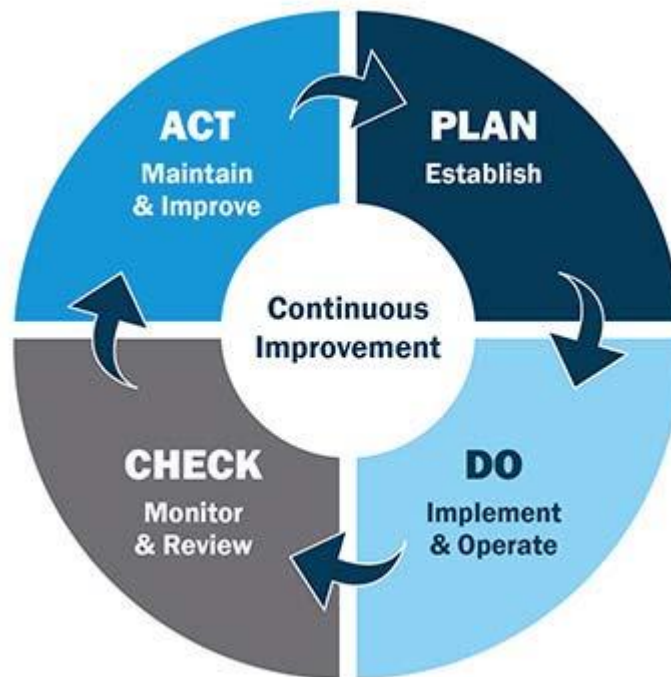 ACT
Maintain
& Improve
PLAN
Establish
Continuous
Improvement
CHECK
Monitor
& Review
DO
Implement
& Operate